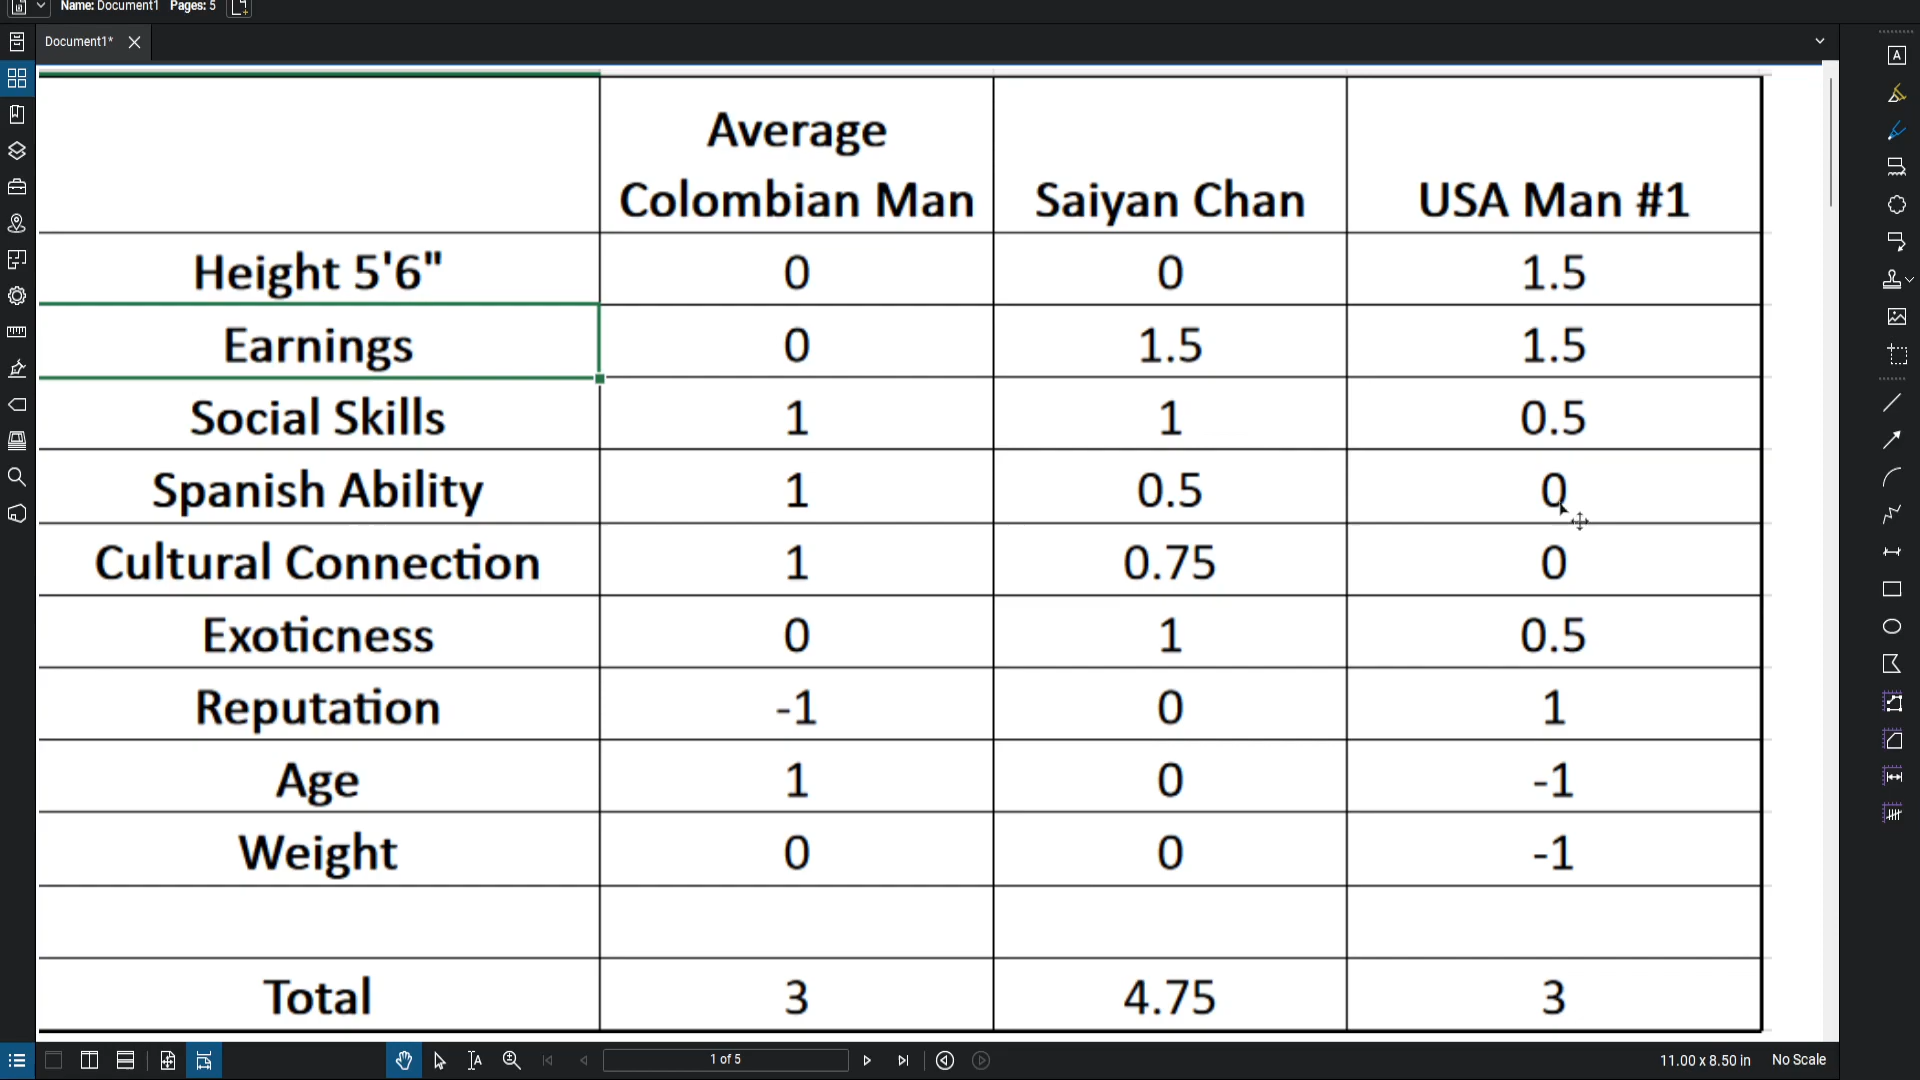 Name: Document1 Pages: 5
Document1*
Average
Colombian Man Saiyan Chan USA Man #1
Height 5'6" 0 0 1.5
Earnings 0 1.5 1.5
Social Skills 1 1 0.5
Spanish Ability 1 0.5 0
Cultural Connection 1 0.75 0
Exoticness 0 1 0.5
Reputation -1 0 1
Age 1 0 -1
Weight 0 0 -1
Total 3 4.75 3
1 of 5
11.00 x 8.50 in No Scale